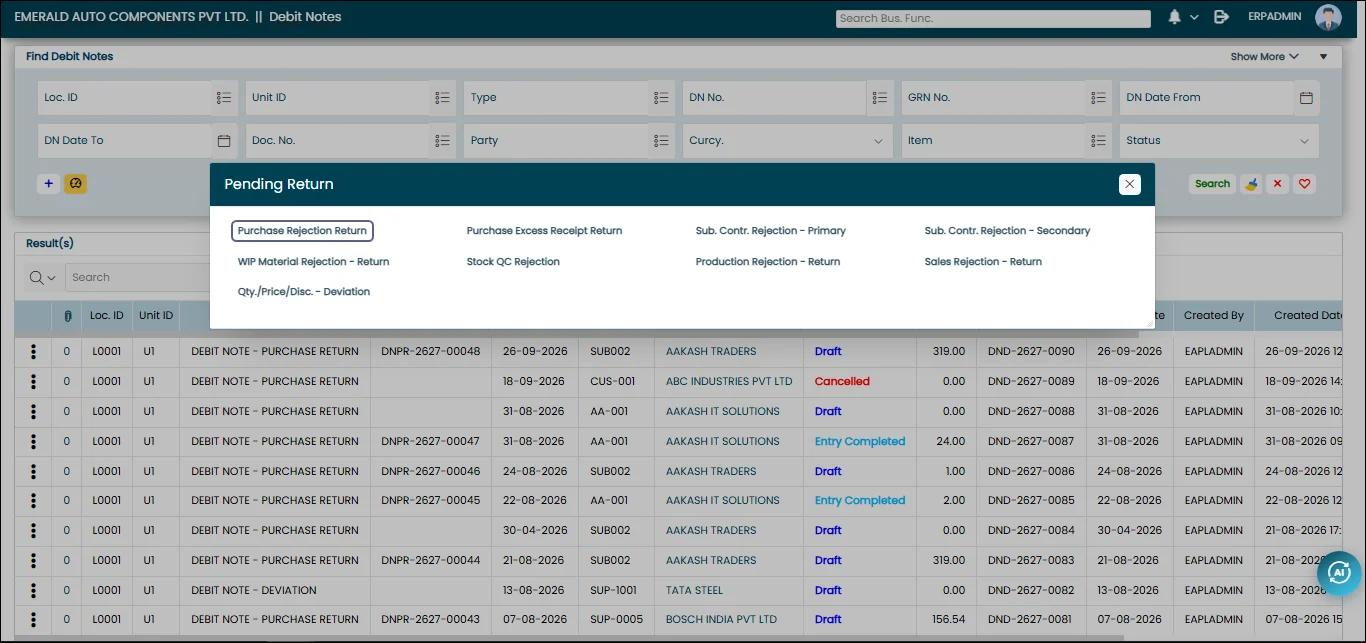 EMERALD AUTO COMPONENTS PVT LTD. || Debit Notes Search Bus. Func. ERPADMIN
Find Debit Notes Show More
Loc. ID Unit ID Type DN No. GRN No. DN Date From
DN Date To Doc. No. Party Curcy. Item Status
Search
Pending Return
Purchase Rejection Return Purchase Excess Receipt Return Sub. Contr. Rejection - Primary Sub. Contr. Rejection - Secondary
WIP Material Rejection - Return Stock QC Rejection Production Rejection - Return Sales Rejection - Return
Qty./Price/Disc. - Deviation
Result(s)
Search
Loc. ID Unit ID Created By Created Date
0 L0001 U1 DEBIT NOTE - PURCHASE RETURN DNPR-2627-00048 26-09-2026 SUB002 AAKASH TRADERS Draft 319.00 DND-2627-0090 26-09-2026 EAPLADMIN 26-09-2026 12
0 L0001 U1 DEBIT NOTE - PURCHASE RETURN 18-09-2026 CUS-001 ABC INDUSTRIES PVT LTD Cancelled 0.00 DND-2627-0089 18-09-2026 EAPLADMIN 18-09-2026 14:
0 L0001 U1 DEBIT NOTE - PURCHASE RETURN 31-08-2026 AA-001 AAKASH IT SOLUTIONS Draft 0.00 DND-2627-0088 31-08-2026 EAPLADMIN 31-08-2026 10:
0 L0001 U1 DEBIT NOTE - PURCHASE RETURN DNPR-2627-00047 31-08-2026 AA-001 AAKASH IT SOLUTIONS Entry Completed 24.00 DND-2627-0087 31-08-2026 EAPLADMIN 31-08-2026 09
0 L0001 U1 DEBIT NOTE - PURCHASE RETURN DNPR-2627-00046 24-08-2026 SUB002 AAKASH TRADERS Draft 1.00 DND-2627-0086 24-08-2026 EAPLADMIN 24-08-2026 12
0 L0001 U1 DEBIT NOTE - PURCHASE RETURN DNPR-2627-00045 22-08-2026 AA-001 AAKASH IT SOLUTIONS Entry Completed 2.00 DND-2627-0085 22-08-2026 EAPLADMIN 22-08-2026 12
0 L0001 U1 DEBIT NOTE - PURCHASE RETURN 30-04-2026 SUB002 AAKASH TRADERS Draft 0.00 DND-2627-0084 30-04-2026 EAPLADMIN 21-08-2026 17:
0 L0001 U1 DEBIT NOTE - PURCHASE RETURN DNPR-2627-00044 21-08-2026 SUB002 AAKASH TRADERS Draft 319.00 DND-2627-0083 21-08-2026 EAPLADMIN 21-08-202
AI
0 L0001 U1 DEBIT NOTE - DEVIATION 13-08-2026 SUP-1001 TATA STEEL Draft 0.00 DND-2627-0082 13-08-2026 EAPLADMIN 13-08-202
0 L0001 U1 DEBIT NOTE - PURCHASE RETURN DNPR-2627-00043 07-08-2026 SUP-0005 BOSCH INDIA PVT LTD Draft 156.54 DND-2627-0081 07-08-2026 EAPLADMIN 07-08-2026 15